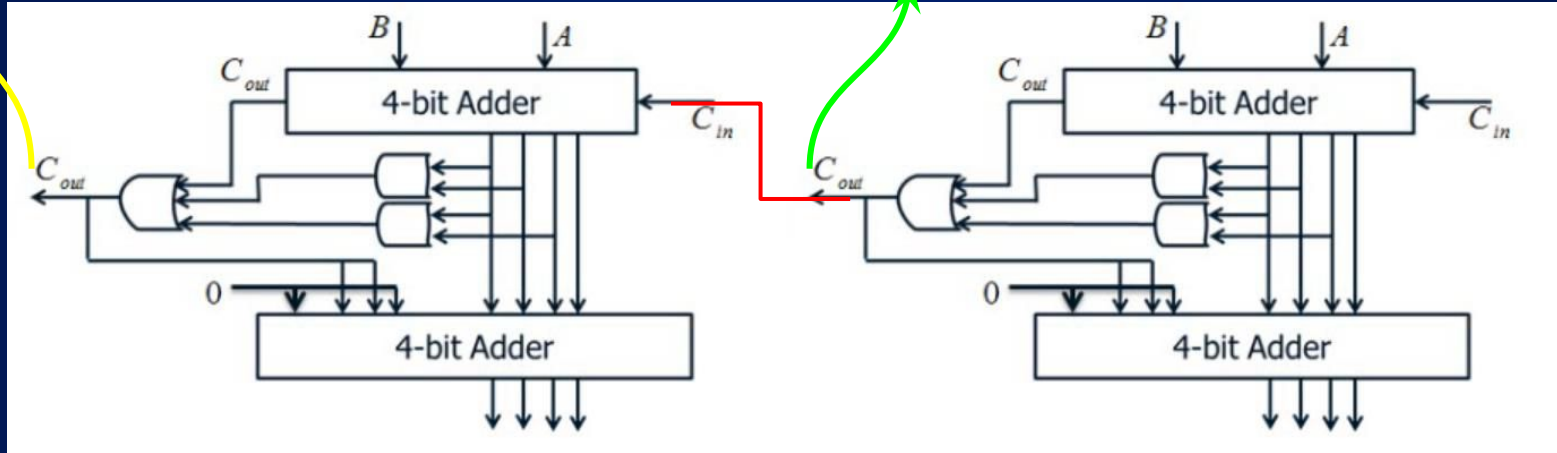 B A B A
C out C out
4-bit Adder 4-bit Adder
C in C in
C out C out
0 0
4-bit Adder 4-bit Adder